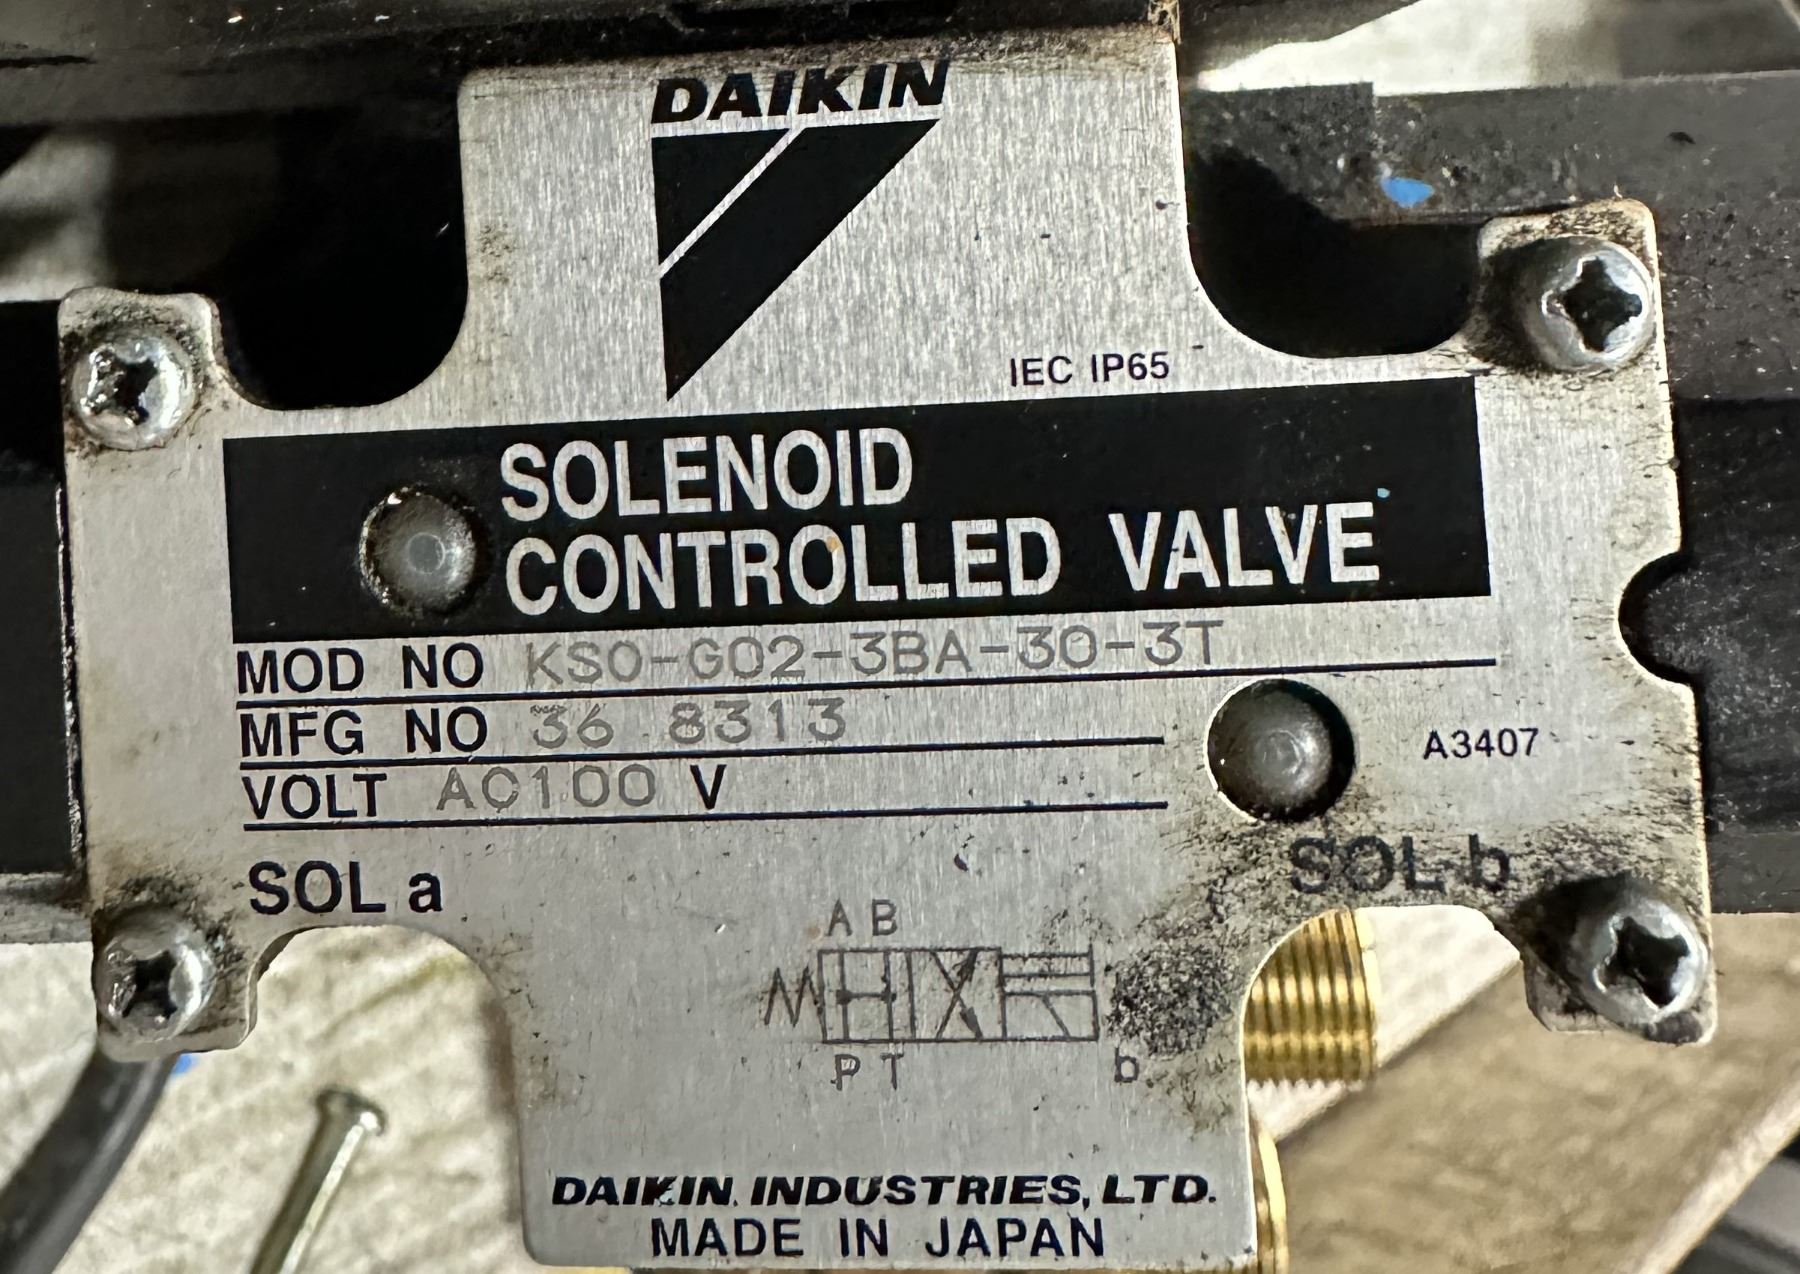 DAIKIN
IEC IP65
SOLENOID
CONTROLLED VALVE
MOD NO KSO-G02-3BA-30-3T
MFG NO 36 8313
VOLT AC100 V
A3407
SOL a
SOL b
A B
P T
b
DAIKIN INDUSTRIES, LTD.
MADE IN JAPAN